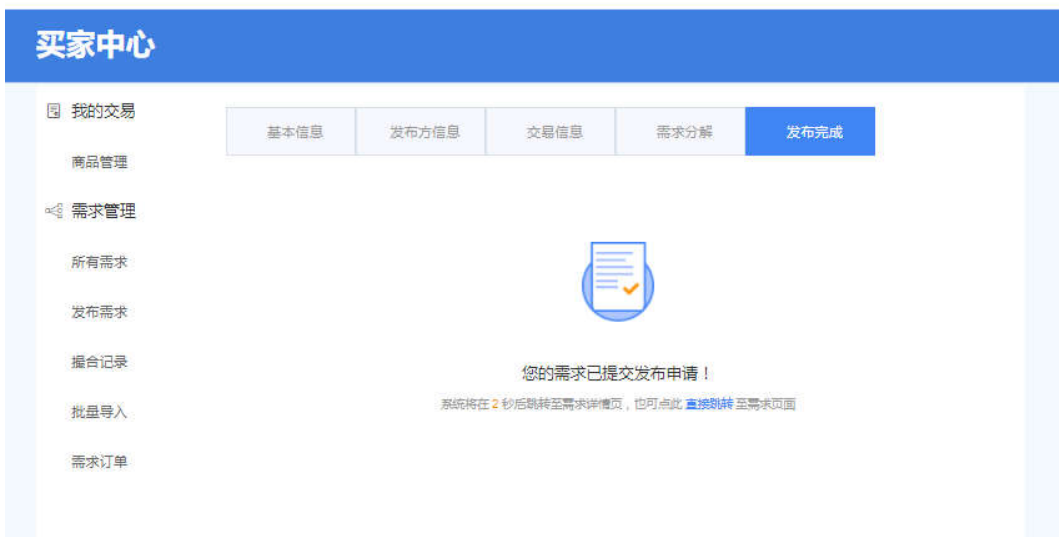 买家中心
我的交易
商品管理
需求管理
所有需求
发布需求
撮合记录
批量导入
需求订单
基本信息 发布方信息 交易信息 需求分解 发布完成
您的需求已提交发布申请！
系统将在 2 秒后跳转至需求详情页，也可点此 直接跳转 至需求页面